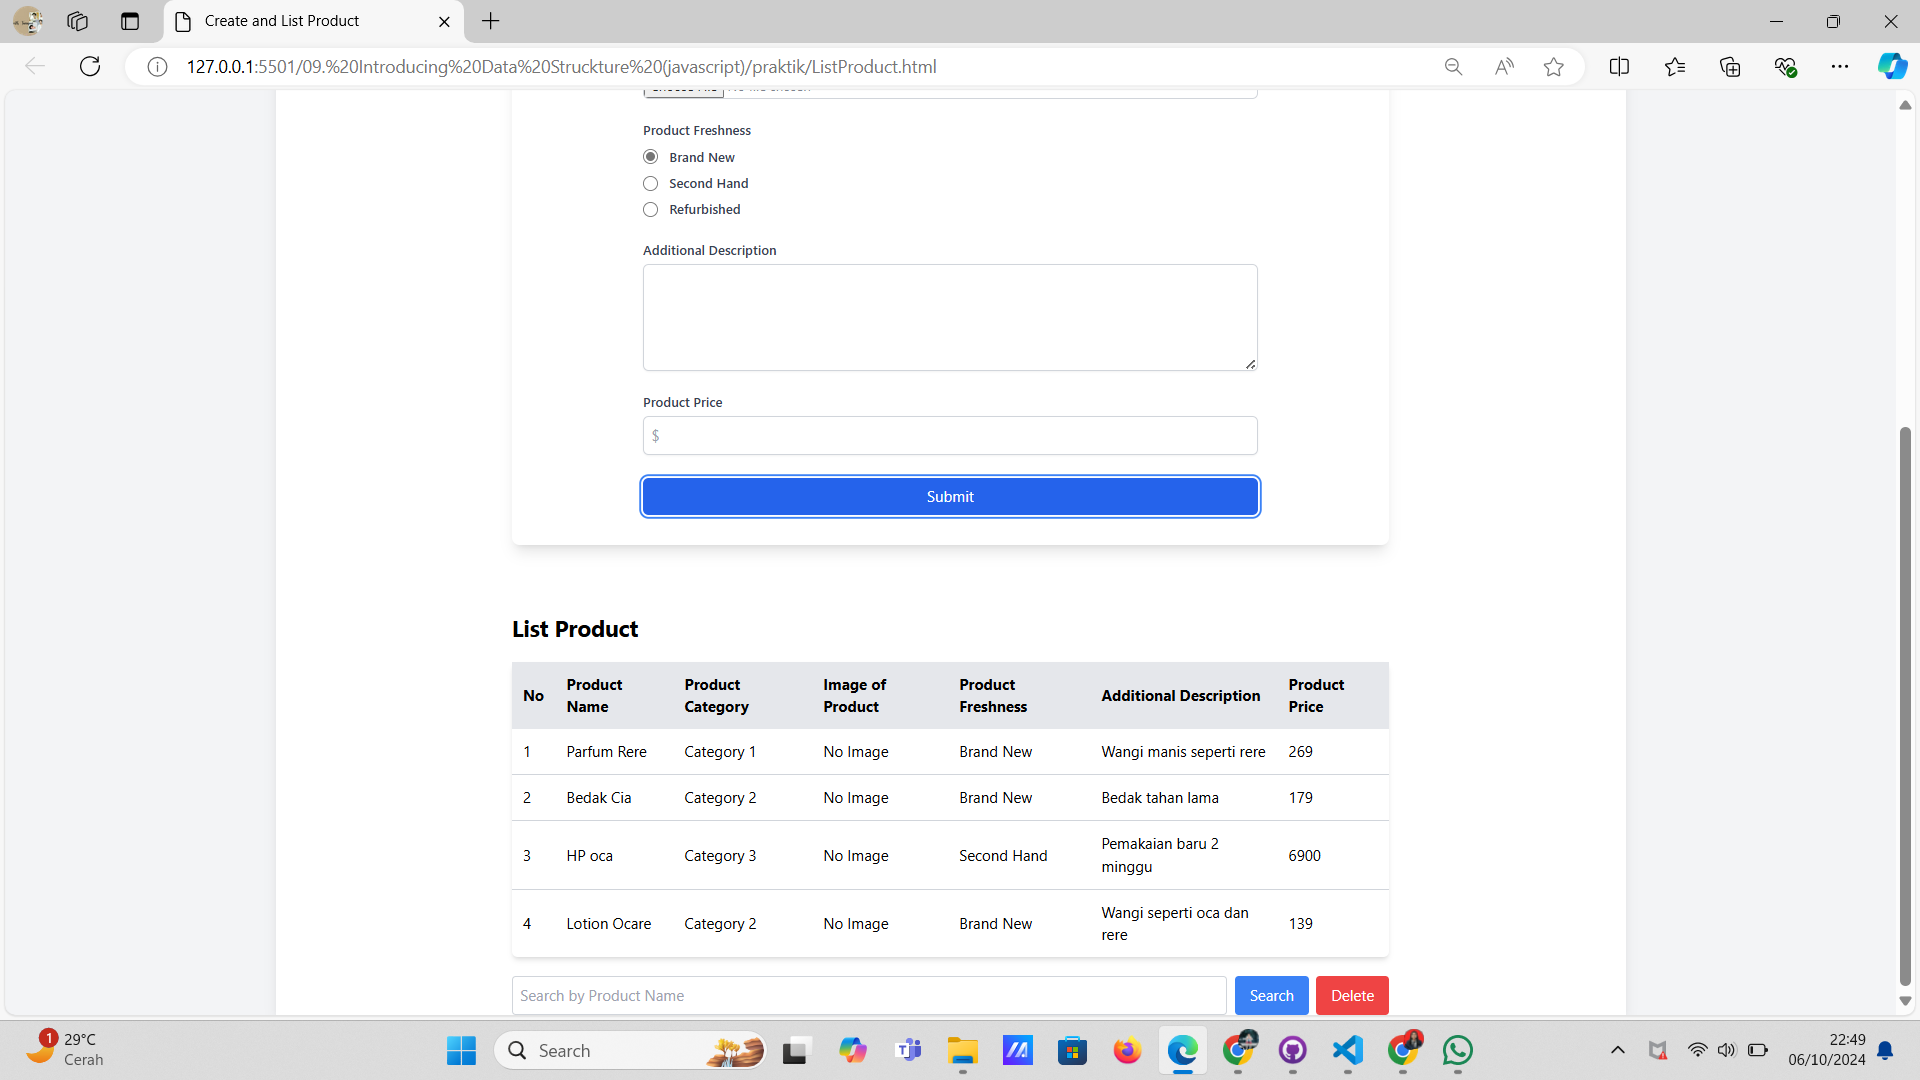 Create and List Product
127.0.0.1:5501/09.%20Introducing%20Data%20Struckture%20(javascript)/praktik/ListProduct.html
Product Freshness
Brand New
Second Hand
Refurbished
Additional Description
Product Price
$
Submit
List Product
No Product Name Product Category Image of Product Product Freshness Additional Description Product Price
1 Parfum Rere Category 1 No Image Brand New Wangi manis seperti rere 269
2 Bedak Cia Category 2 No Image Brand New Bedak tahan lama 179
3 HP oca Category 3 No Image Second Hand Pemakaian baru 2 minggu 6900
4 Lotion Ocare Category 2 No Image Brand New Wangi seperti oca dan rere 139
Search by Product Name Search Delete
1 29°C
Cerah
Search
22:49
06/10/2024